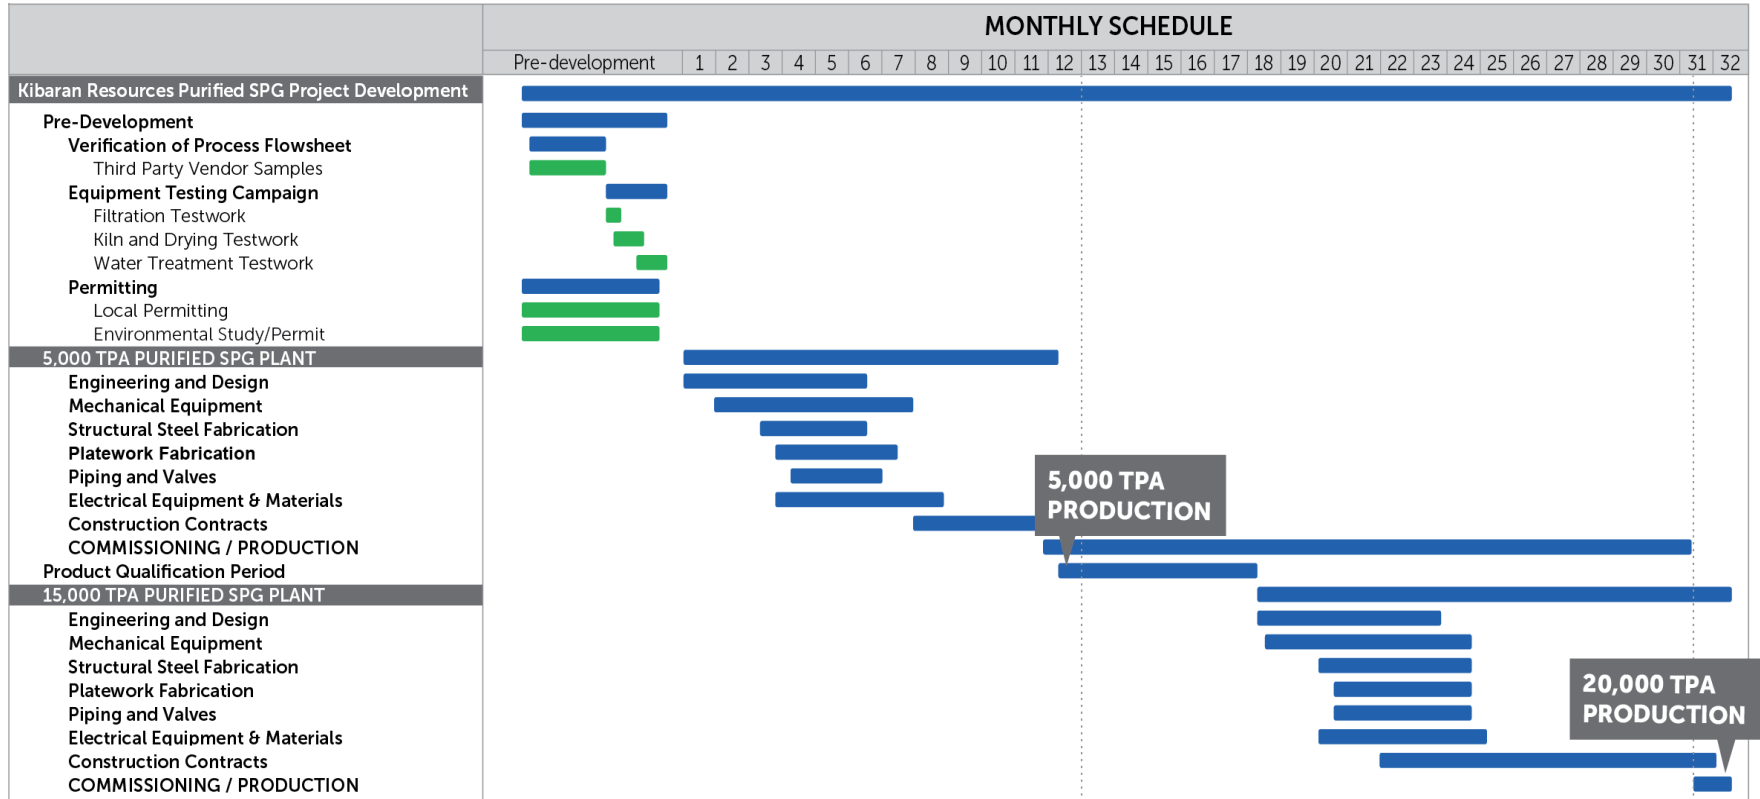 MONTHLY SCHEDULE
Pre-development 1 2 3 4 5 6 7 8 9 10 11 12 13 14 15 16 17 18 19 20 21 22 23 24 25 26 27 28 29 30 31 32
Kibaran Resources Purified SPG Project Development
Pre-Development
Verification of Process Flowsheet
Third Party Vendor Samples
Equipment Testing Campaign
Filtration Testwork
Kiln and Drying Testwork
Water Treatment Testwork
Permitting
Local Permitting
Environmental Study/Permit
5,000 TPA PURIFIED SPG PLANT
Engineering and Design
Mechanical Equipment
Structural Steel Fabrication
Platework Fabrication
Piping and Valves
Electrical Equipment & Materials
Construction Contracts
COMMISSIONING / PRODUCTION
5,000 TPA
PRODUCTION
Product Qualification Period
15,000 TPA PURIFIED SPG PLANT
Engineering and Design
Mechanical Equipment
Structural Steel Fabrication
Platework Fabrication
Piping and Valves
Electrical Equipment & Materials
Construction Contracts
COMMISSIONING / PRODUCTION
20,000 TPA
PRODUCTION